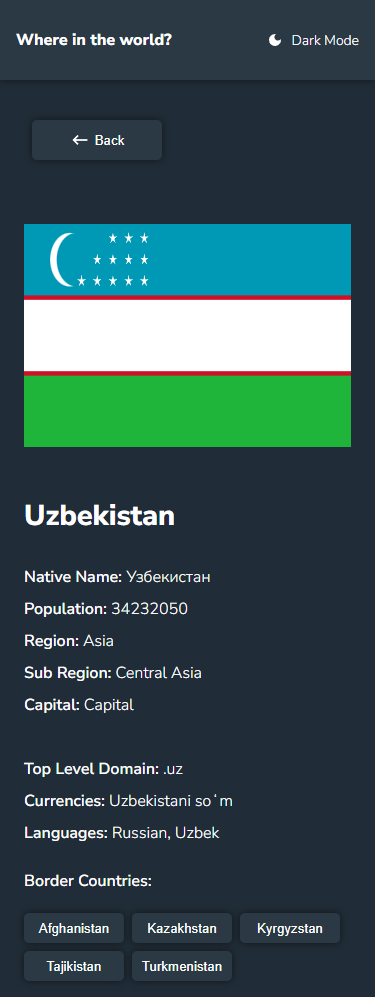 Where in the world? Dark Mode
Back
Uzbekistan
Native Name: Узбекистан
Population: 34232050
Region: Asia
Sub Region: Central Asia
Capital: Capital
Top Level Domain: .uz
Currencies: Uzbekistani soʻm
Languages: Russian, Uzbek
Border Countries:
Afghanistan Kazakhstan Kyrgyzstan
Tajikistan Turkmenistan